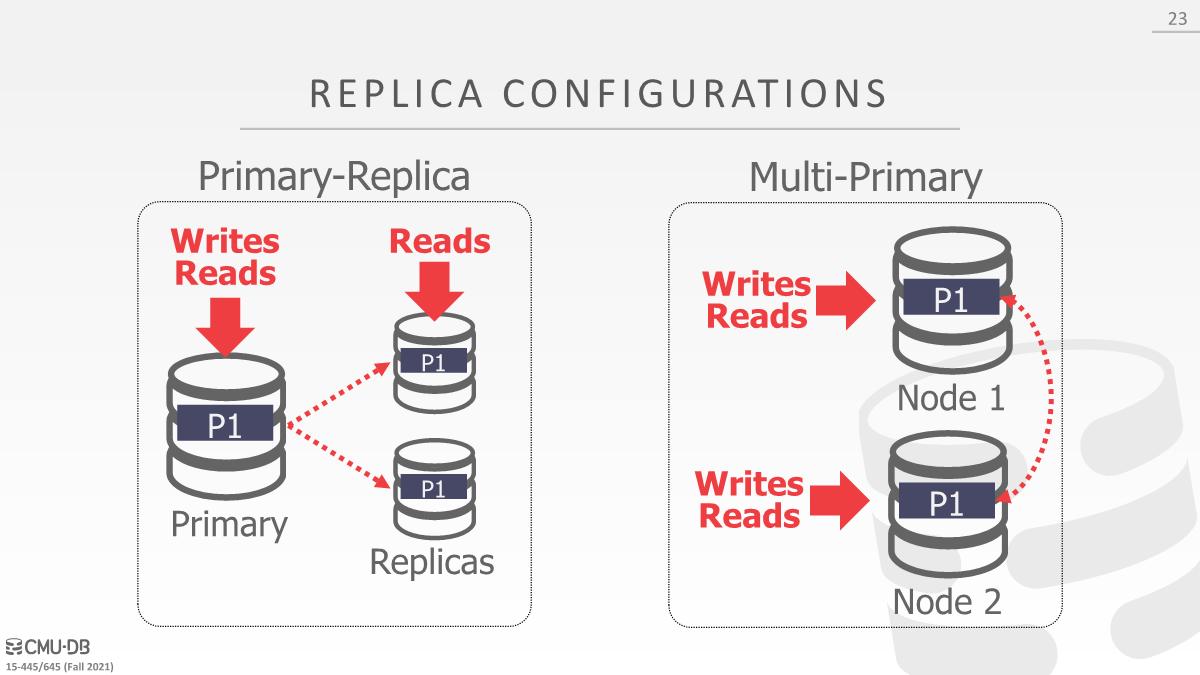 23
REPLICA CONFIGURATIONS
Primary-Replica
Writes
Reads
Reads
P1
P1
P1
Primary
Replicas
Multi-Primary
Writes
Reads
P1
Node 1
Writes
Reads
P1
Node 2
CMU·DB
15-445/645 (Fall 2021)